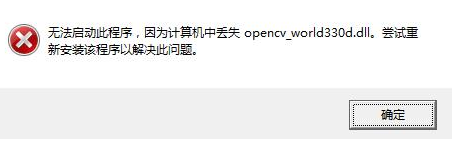 无法启动此程序，因为计算机中丢失 opencv_world330d.dll。尝试重
新安装该程序以解决此问题。
确定